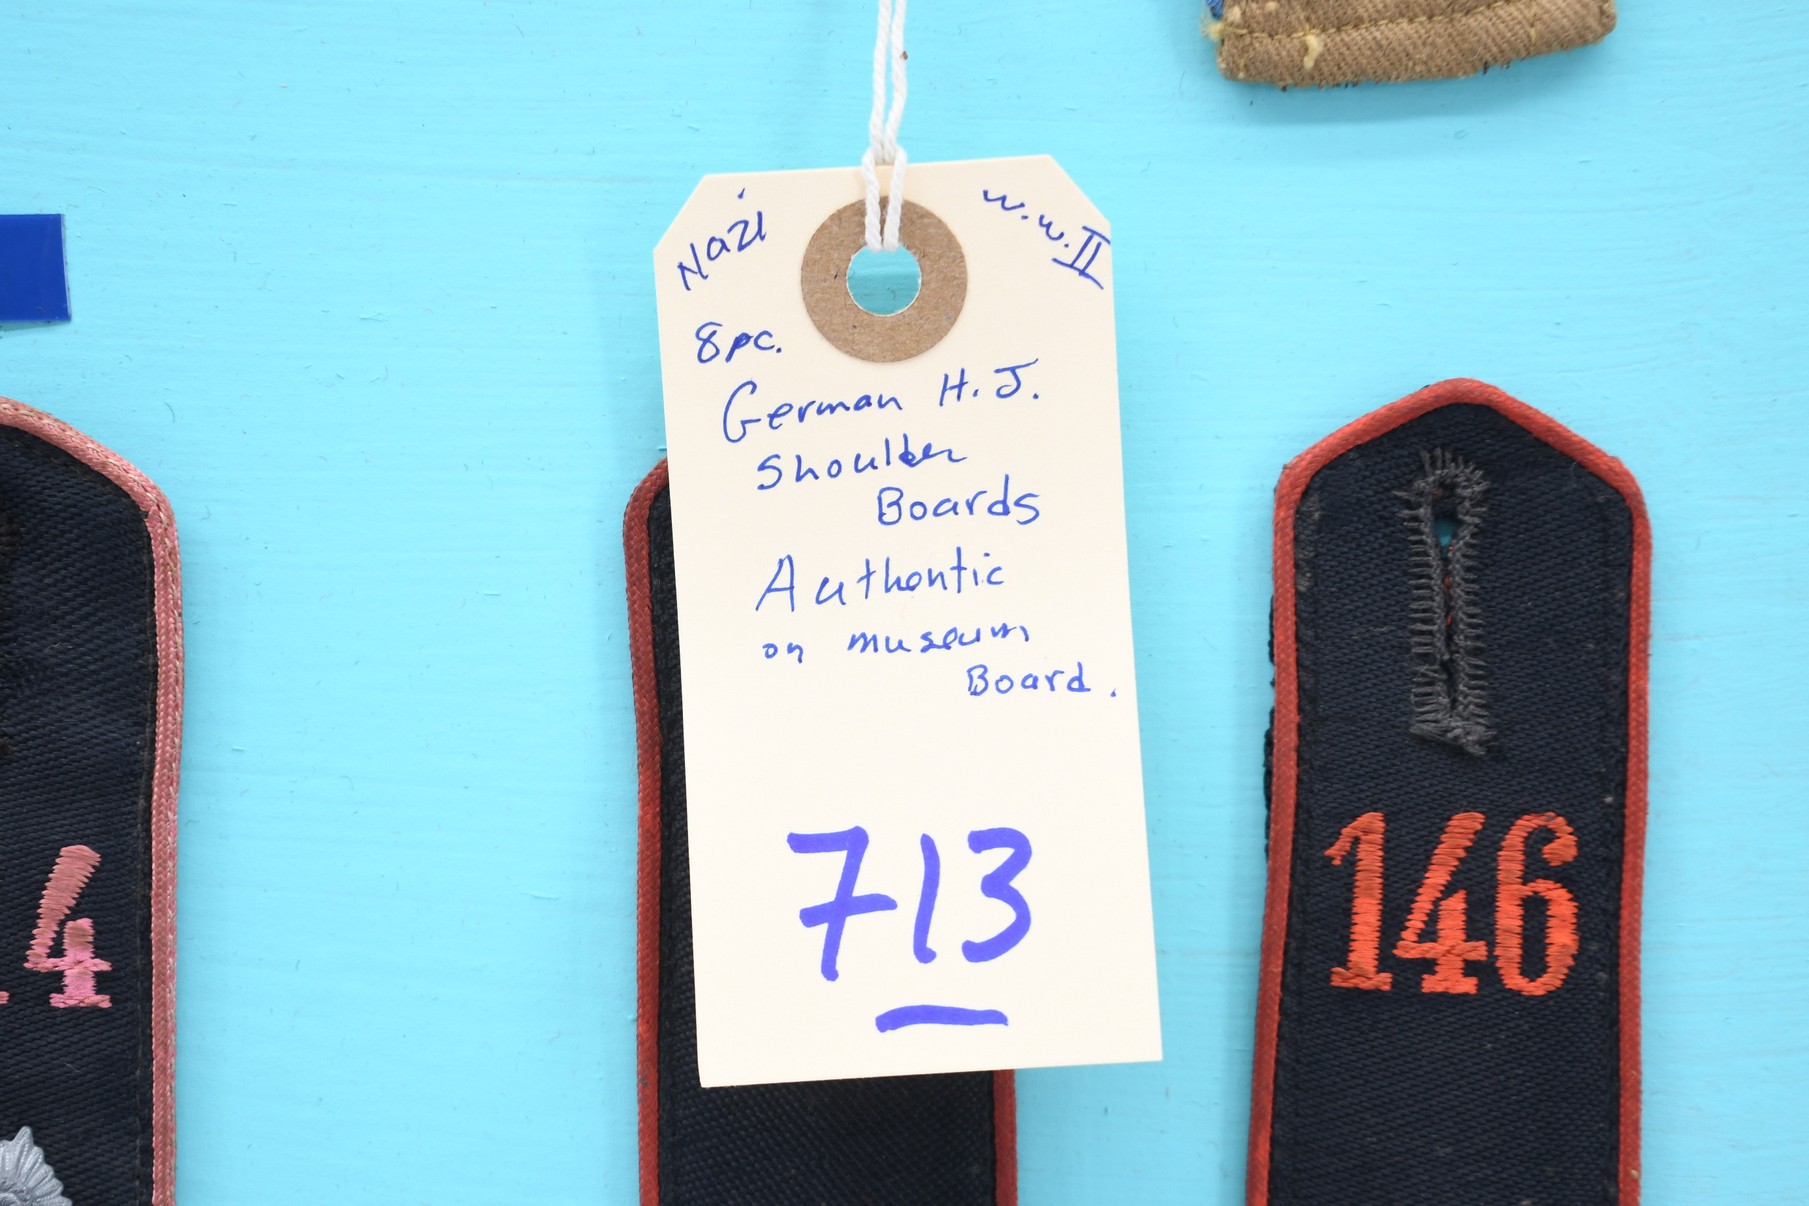 Nazi
W.W.II
8pc.
German H.J.
Shoulder
Boards
Authentic
on museum
Board.
713
4
146